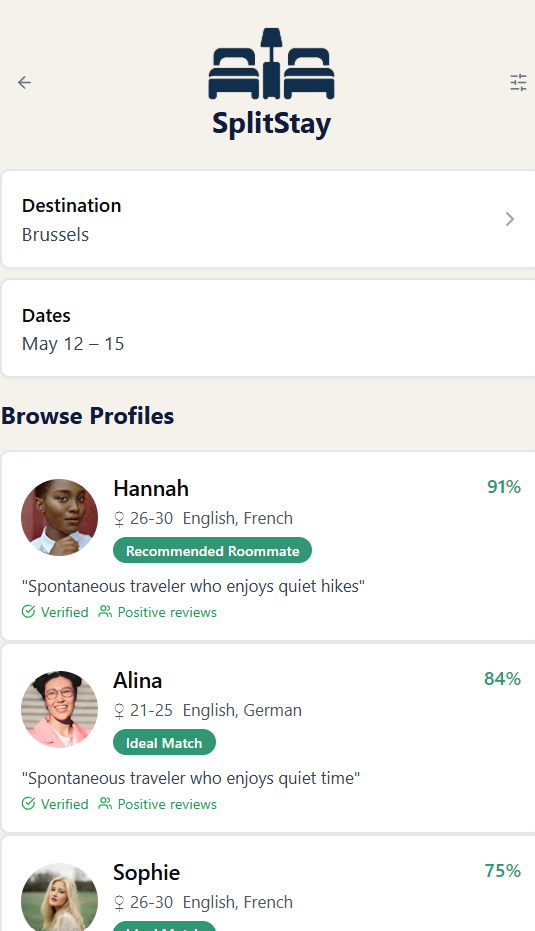 SplitStay
Destination
Brussels
Dates
May 12 – 15
Browse Profiles
Hannah
91%
♀ 26-30 English, French
Recommended Roommate
"Spontaneous traveler who enjoys quiet hikes"
Verified Positive reviews
Alina
84%
♀ 21-25 English, German
Ideal Match
"Spontaneous traveler who enjoys quiet time"
Verified Positive reviews
Sophie
75%
♀ 26-30 English, French
Ideal Match